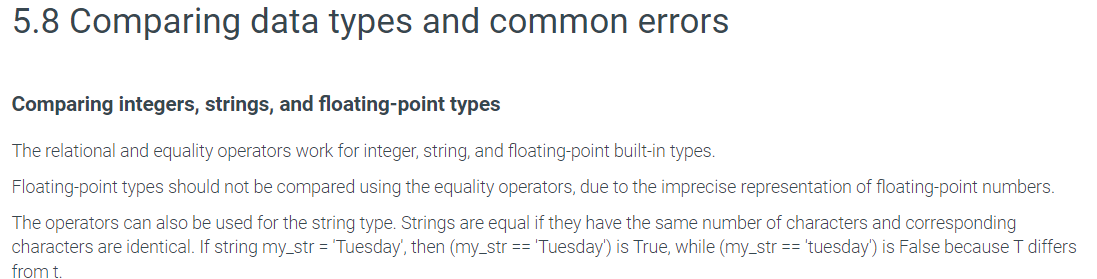 5.8 Comparing data types and common errors
Comparing integers, strings, and floating-point types
The relational and equality operators work for integer, string, and floating-point built-in types.
Floating-point types should not be compared using the equality operators, due to the imprecise representation of floating-point numbers.
The operators can also be used for the string type. Strings are equal if they have the same number of characters and corresponding
characters are identical. If string my_str = 'Tuesday', then (my_str == 'Tuesday') is True, while (my_str == 'tuesday') is False because T differs
from t.